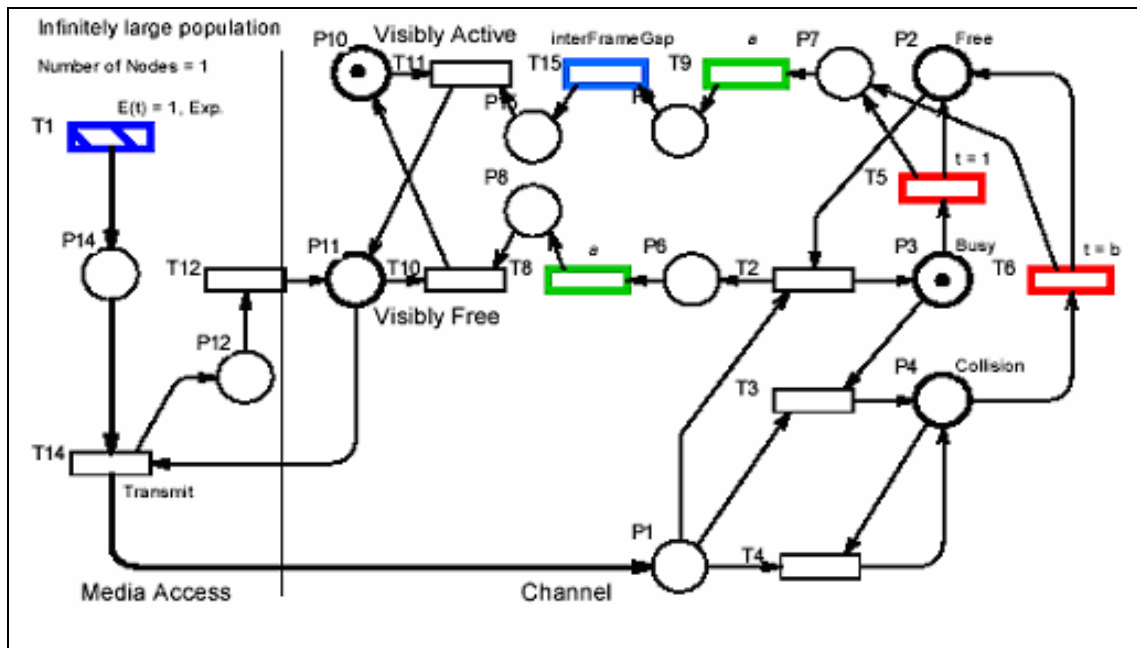 Infinitely large population
Number of Nodes = 1
E(t) = 1, Exp.
T1
P10
Visibly Active
T11
interFrameGap
T15
a
T9
P7
P2
Free
P8
T5
t = 1
P14
T12
P11
T10
T8
a
P6
T2
P3
Busy
T6
t = b
Visibly Free
P12
T3
P4
Collision
T14
Transmit
P1
T4
Media Access
Channel